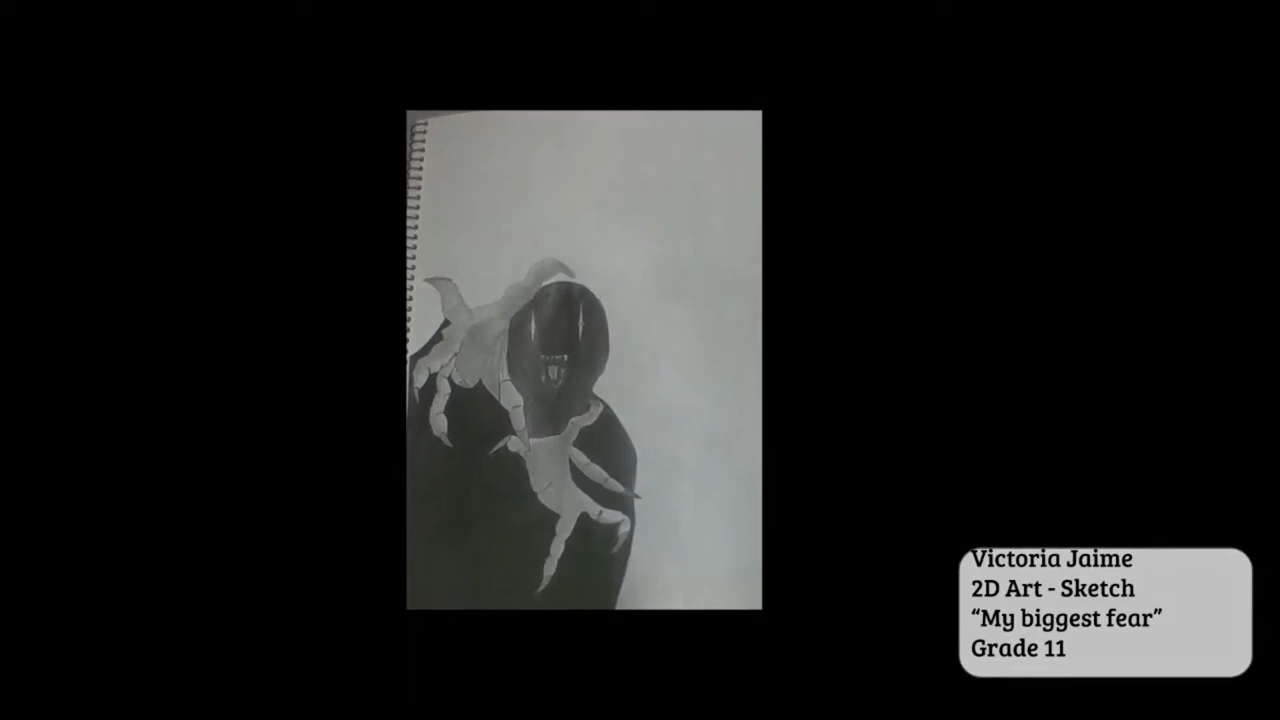 Victoria Jaime
2D Art - Sketch
“My biggest fear”
Grade 11